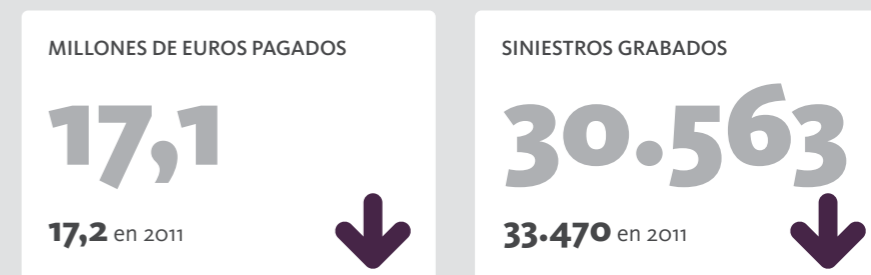 MILLONES DE EUROS PAGADOS
17,1
17,2 en 2011
SINIESTROS GRABADOS
30.563
33.470 en 2011